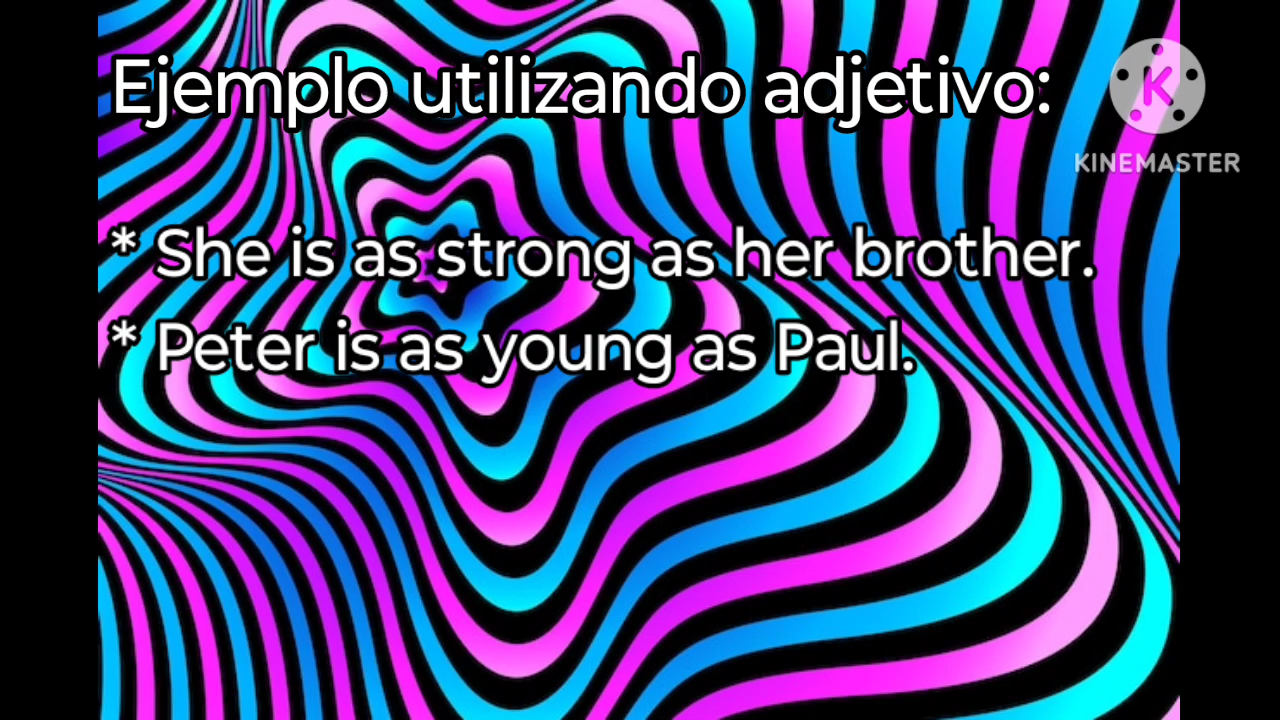 Ejemplo utilizando adjetivo:
K
KINEMASTER
* She is as strong as her brother.
* Peter is as young as Paul.